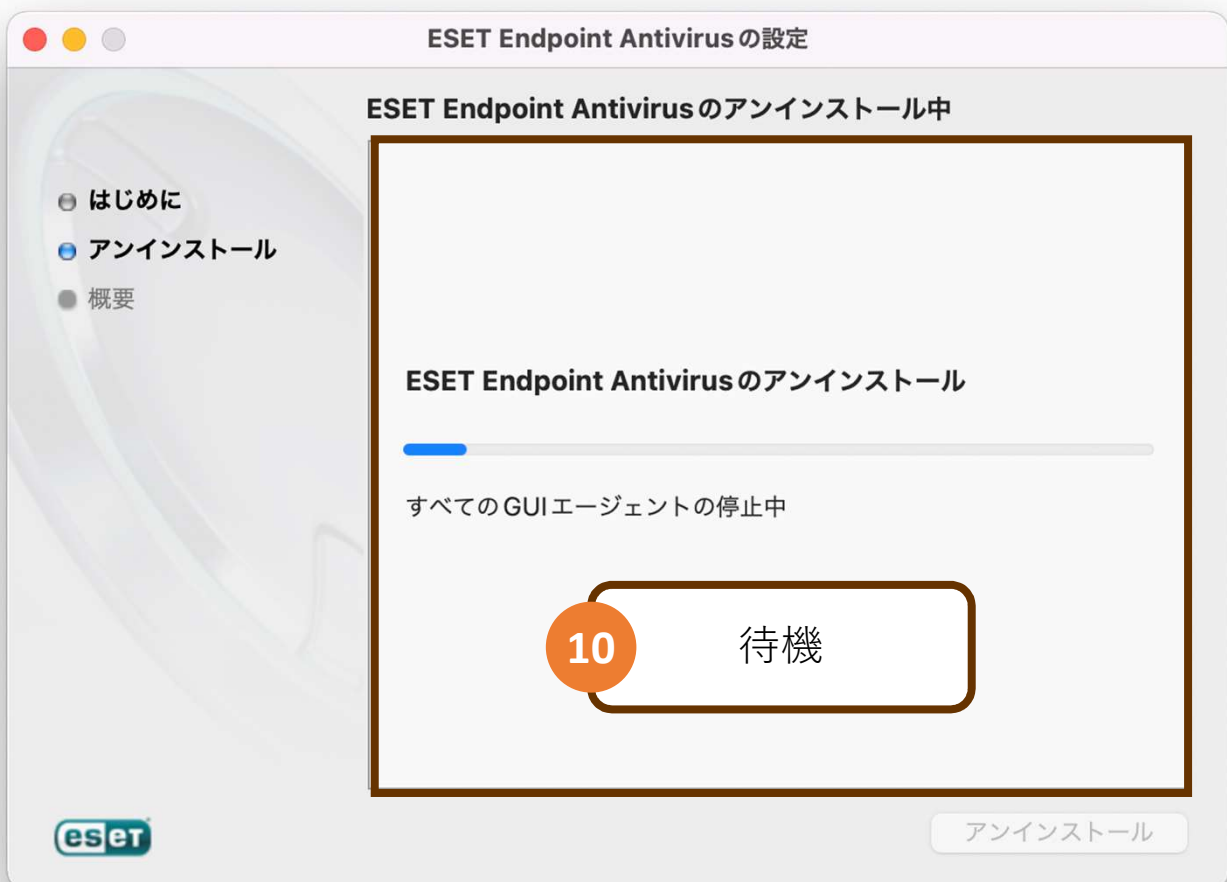 ESET Endpoint Antivirusの設定
ESET Endpoint Antivirusのアンインストール中
はじめに
アンインストール
概要
ESET Endpoint Antivirusのアンインストール
すべてのGUIエージェントの停止中
10 待機
eset
アンインストール